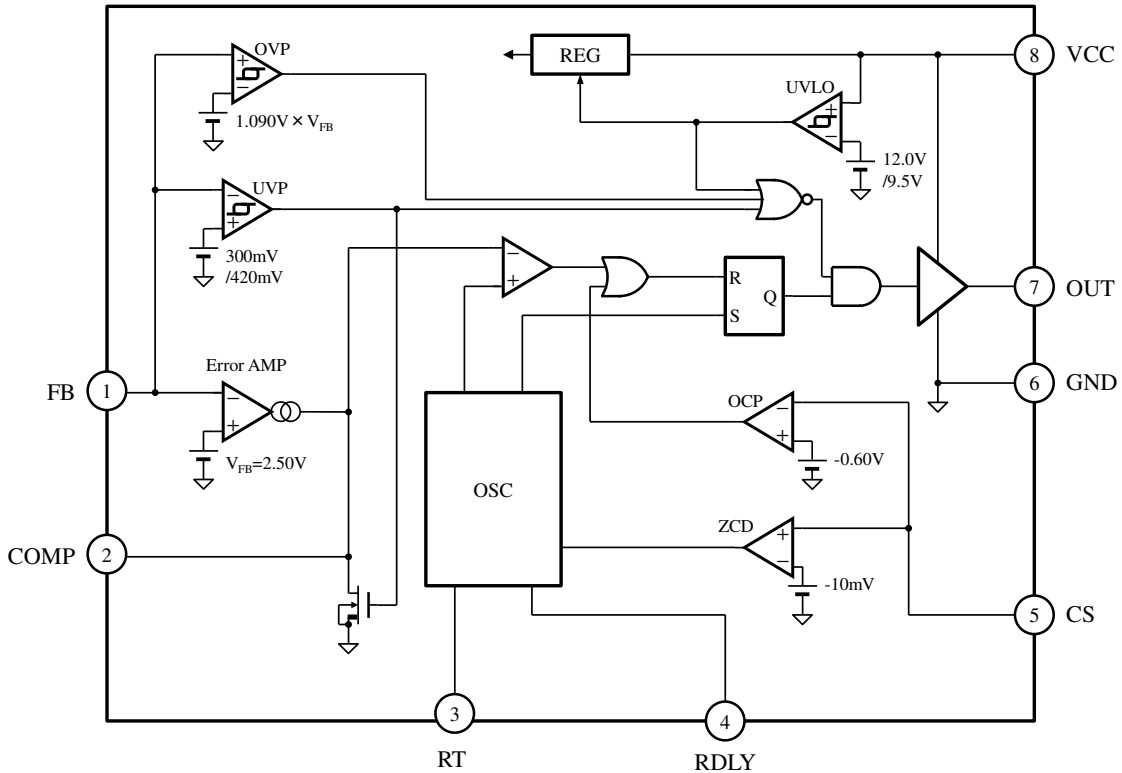 OVP
+
−
1.090V × VFB
REG
8
VCC
UVLO
+
−
12.0V
/9.5V
UVP
−
+
300mV
/420mV
−
+
R
S
Q
7
OUT
Error AMP
FB
1
−
+
VFB=2.50V
6
GND
OCP
−
+
-0.60V
OSC
ZCD
+
−
-10mV
COMP
2
5
CS
3
RT
4
RDLY